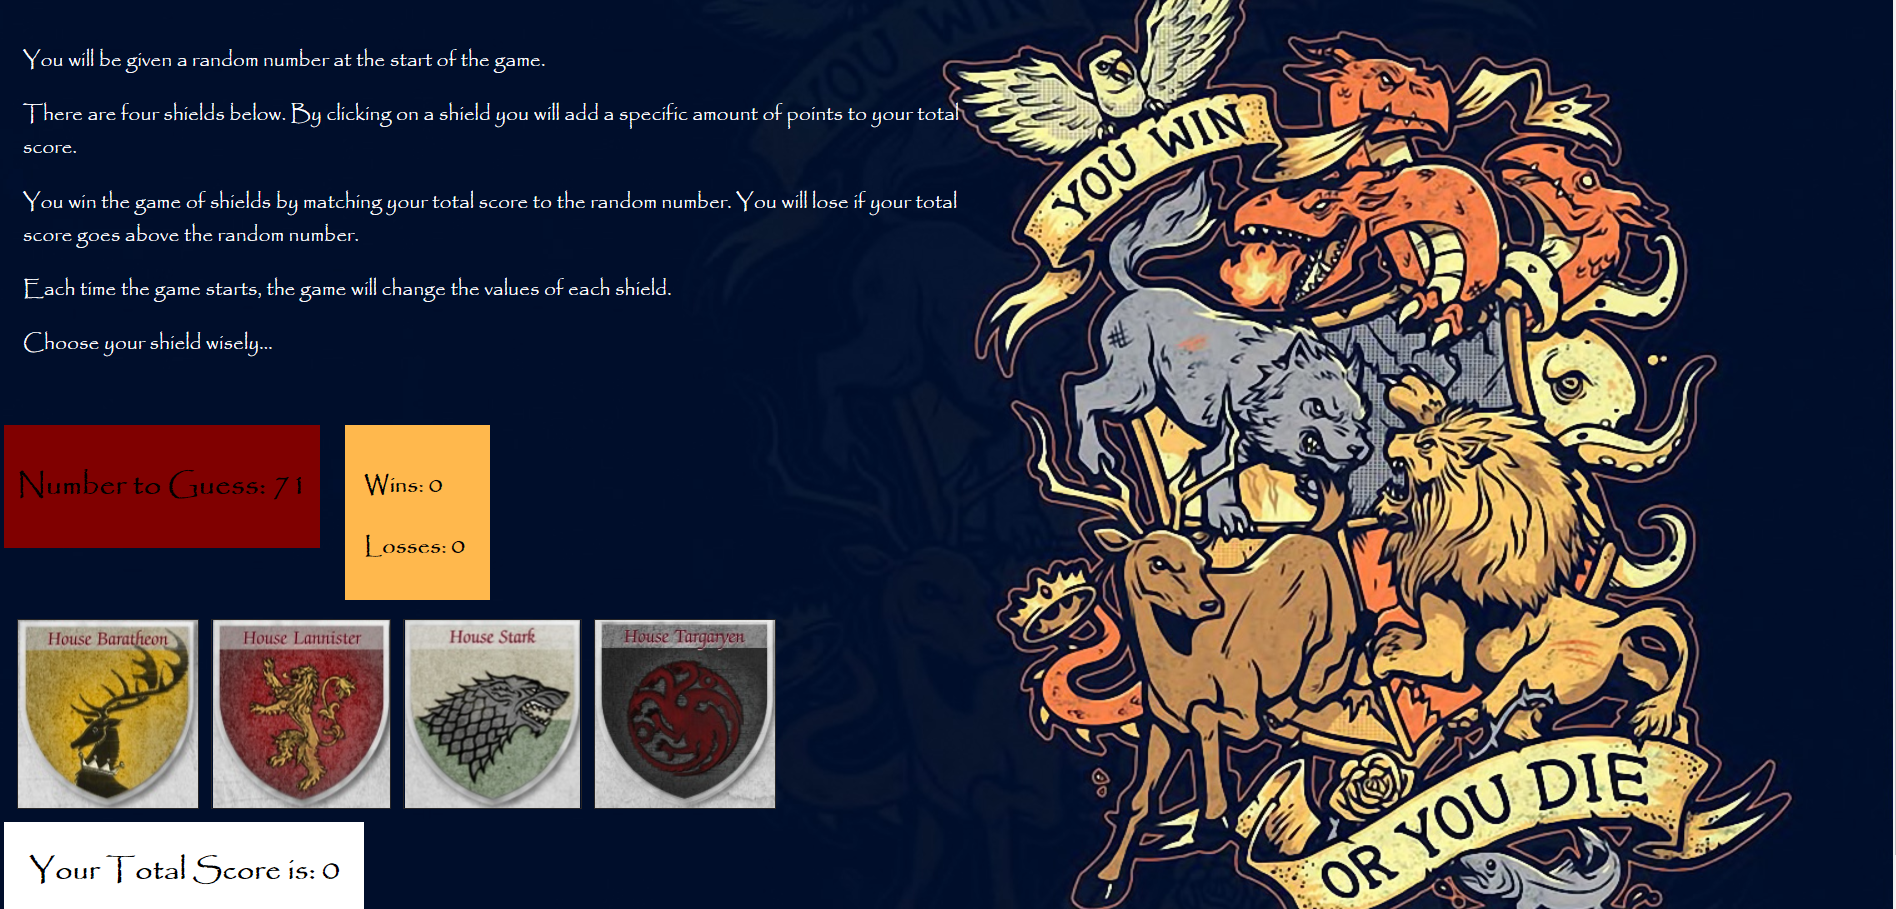 You will be given a random number at the start of the game.
There are four shields below. By clicking on a shield you will add a specific amount of points to your total
score.
You win the game of shields by matching your total score to the random number. You will lose if your total
score goes above the random number.
Each time the game starts, the game will change the values of each shield.
Choose your shield wisely...
Number to Guess: 71
Wins: 0
Losses: 0
House Baratheon
House Lannister
House Stark
House Targaryen
Your Total Score is: 0
YOU WIN
OR YOU DIE